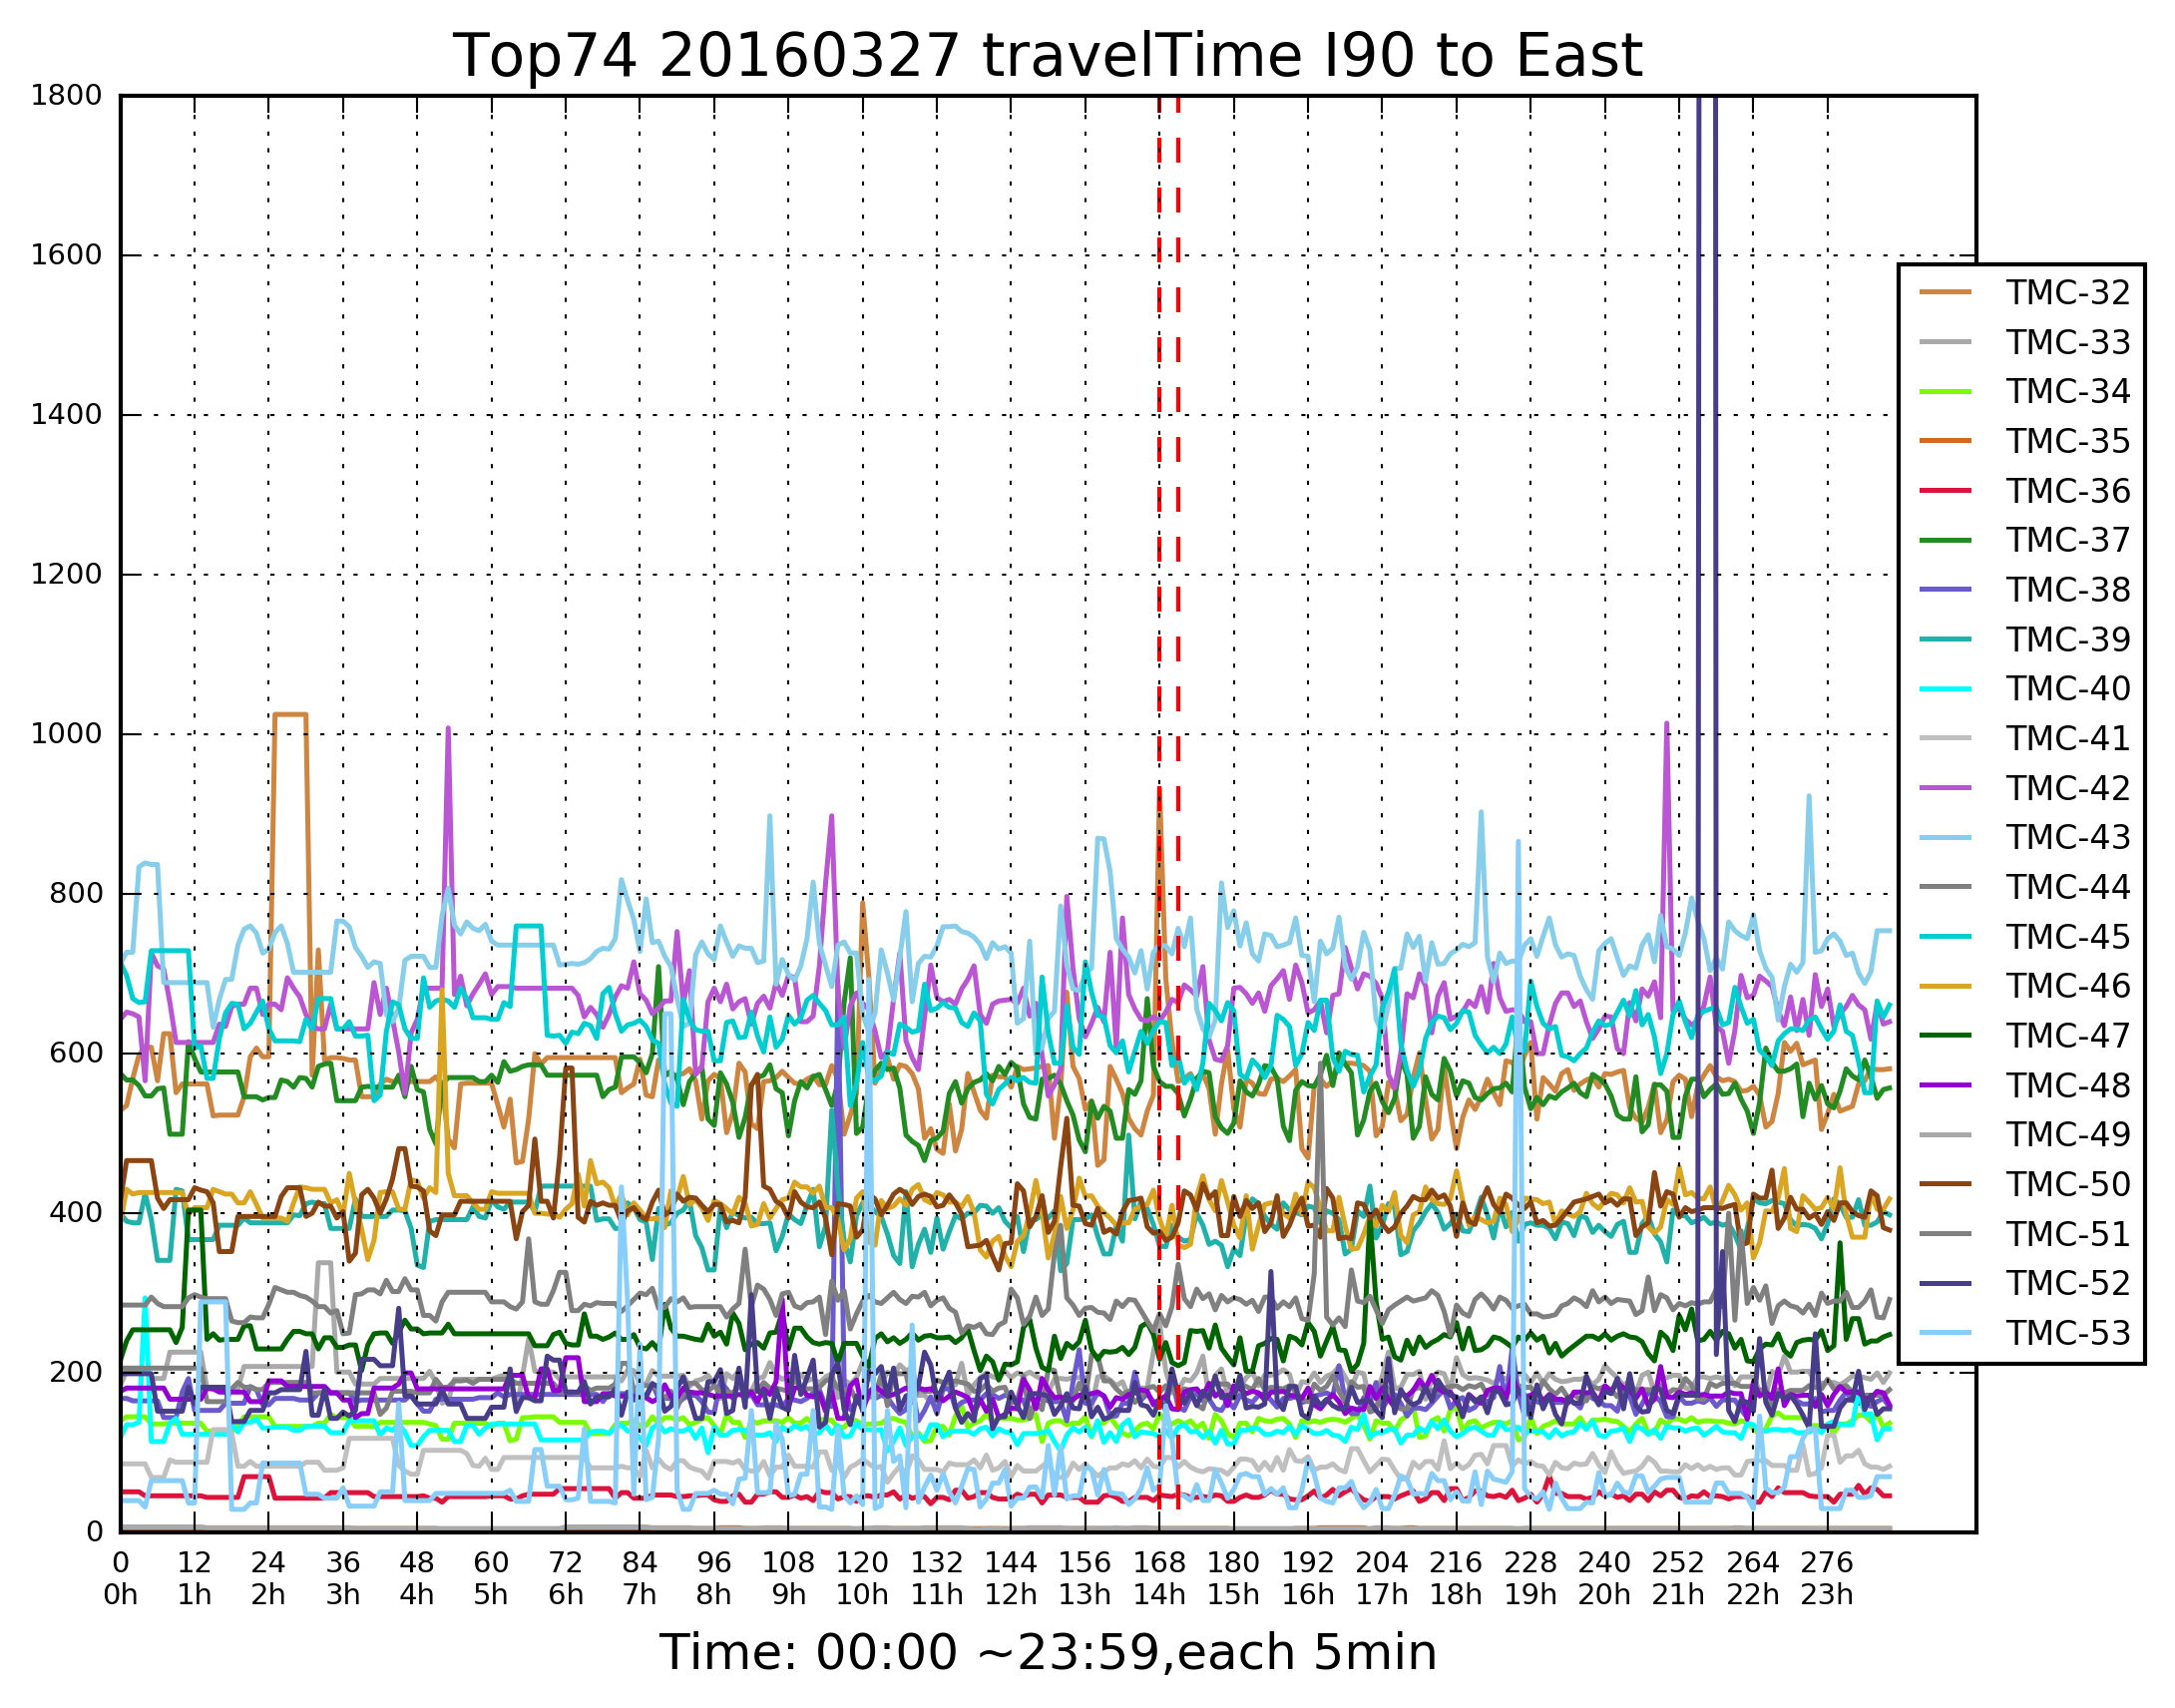 Top74 20160327 travelTime I90 to East
1800
1600
1400
1200
1000
800
600
400
200
0
TMC-32
TMC-33
TMC-34
TMC-35
TMC-36
TMC-37
TMC-38
TMC-39
TMC-40
TMC-41
TMC-42
TMC-43
TMC-44
TMC-45
TMC-46
TMC-47
TMC-48
TMC-49
TMC-50
TMC-51
TMC-52
TMC-53
0 12 24 36 48 60 72 84 96 108 120 132 144 156 168 180 192 204 216 228 240 252 264 276
0h 1h 2h 3h 4h 5h 6h 7h 8h 9h 10h 11h 12h 13h 14h 15h 16h 17h 18h 19h 20h 21h 22h 23h
Time: 00:00 ~23:59,each 5min